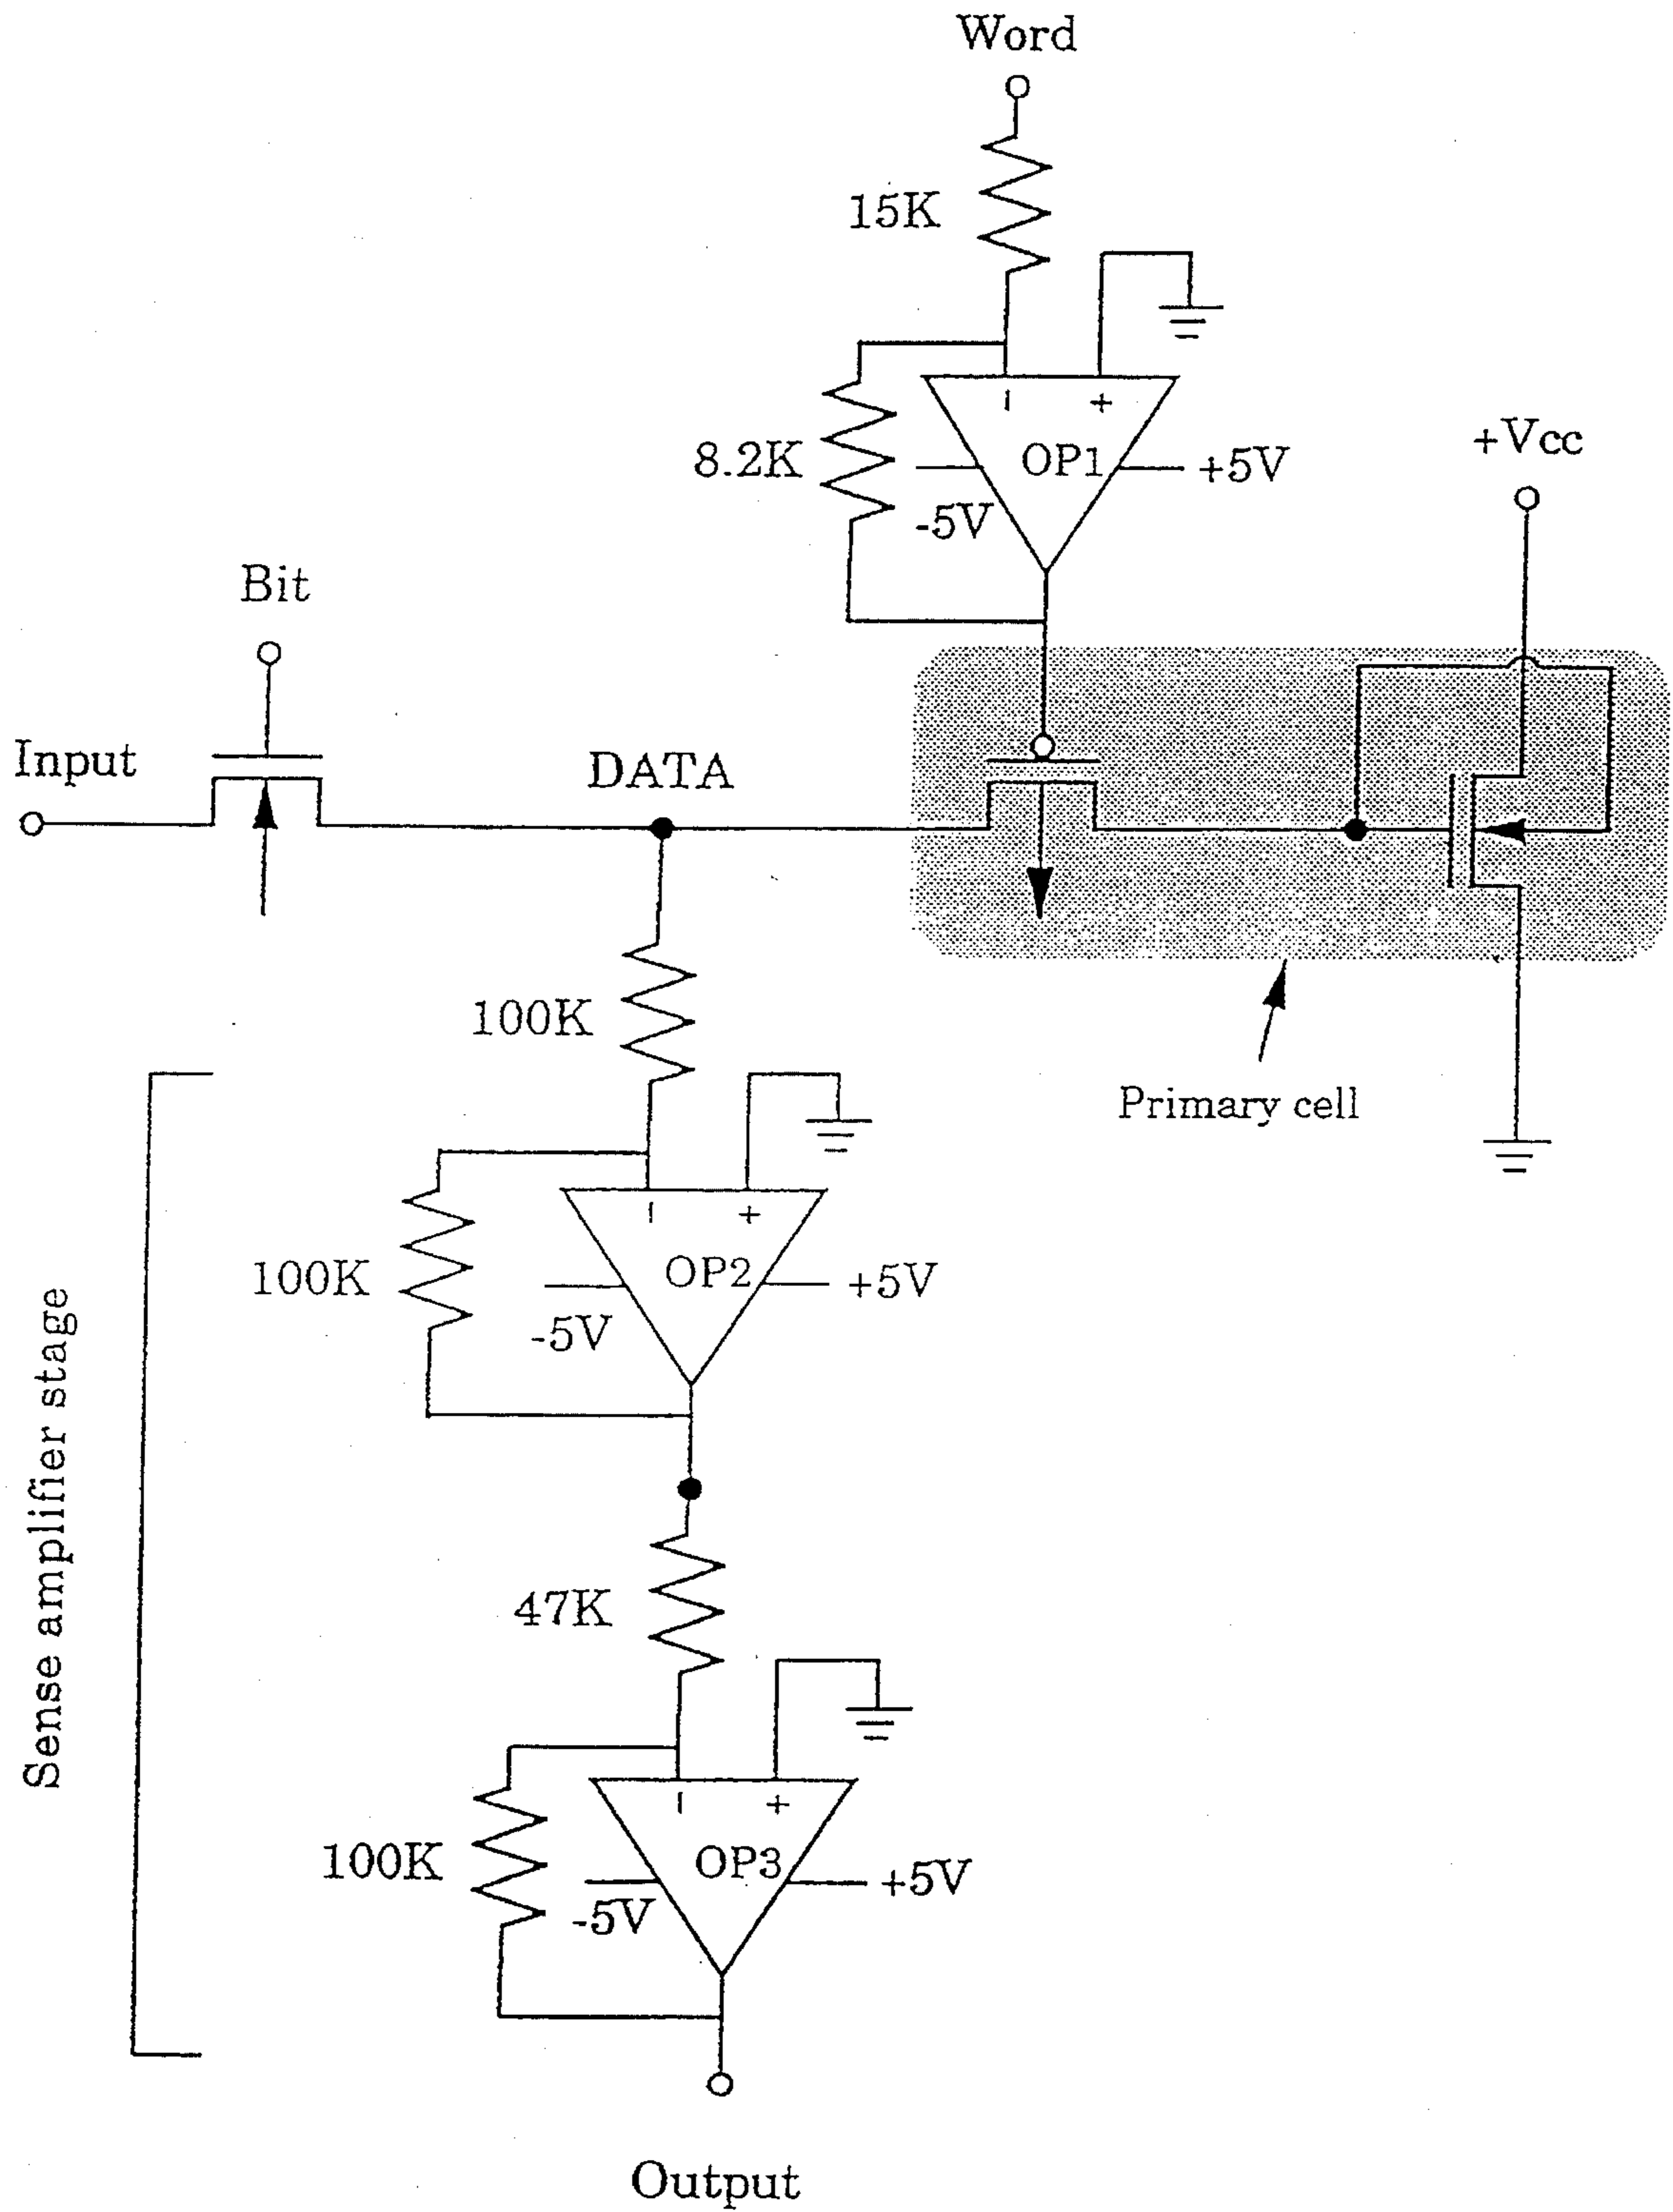 Word
15K
− +
8.2K
OP1
+5V
-5V
+Vcc
Bit
Input
DATA
100K
Primary cell
− +
100K
OP2
+5V
-5V
Sense amplifier stage
47K
− +
100K
OP3
+5V
-5V
Output